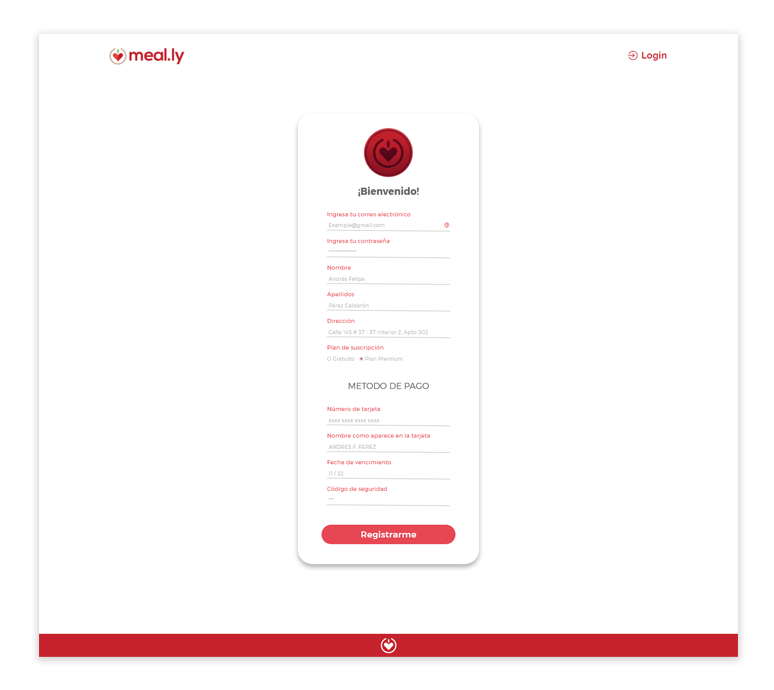 meal.ly
Login
¡Bienvenido!
Ingresa tu correo electrónico
Example@gmail.com @
Ingresa tu contraseña
Nombre
Andrés Felipe
Apellidos
Pérez Calderón
Dirección
Calle 145 # 37 - 37 Interior 2, Apto 502
Plan de suscripción
Gratuito Plan Premium
METODO DE PAGO
Número de tarjeta
xxxx xxxx xxxx xxxx
Nombre como aparece en la tarjeta
ANDRES F. PEREZ
Fecha de vencimiento
11 / 22
Código de seguridad
***
Registrarme